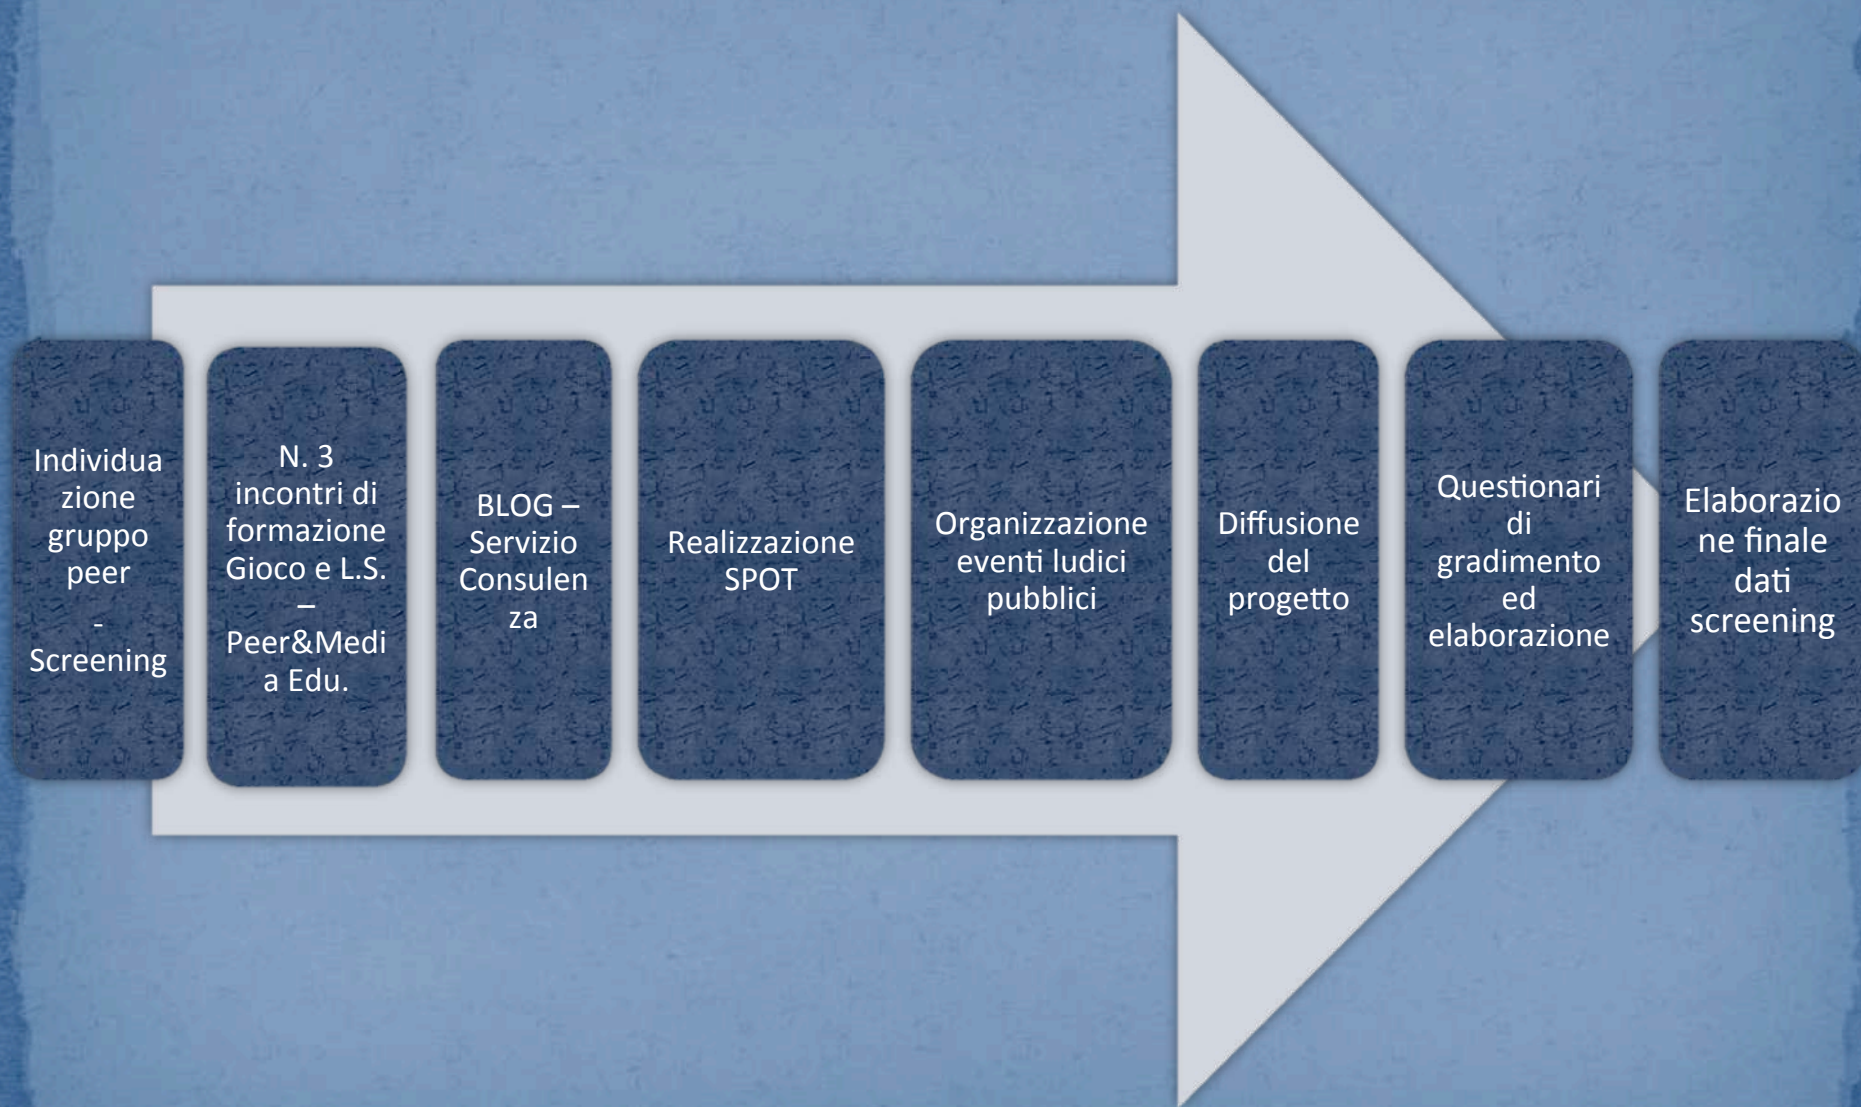 Individua
zione
gruppo
peer
-
Screening
N. 3
incontri di
formazione
Gioco e L.S.
–
Peer&Medi
a Edu.
BLOG –
Servizio
Consulen
za
Realizzazione
SPOT
Organizzazione
eventi ludici
pubblici
Diffusione
del
progetto
Questionari
di
gradimento
ed
elaborazione
Elaborazio
ne finale
dati
screening